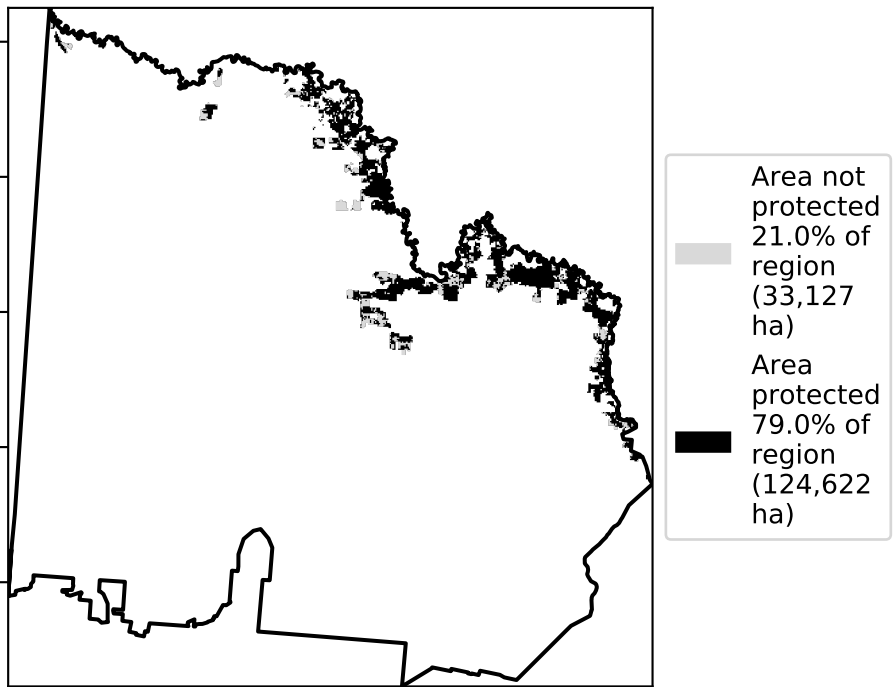 Area not
protected
21.0% of
region
(33,127
ha)
Area
protected
79.0% of
region
(124,622
ha)